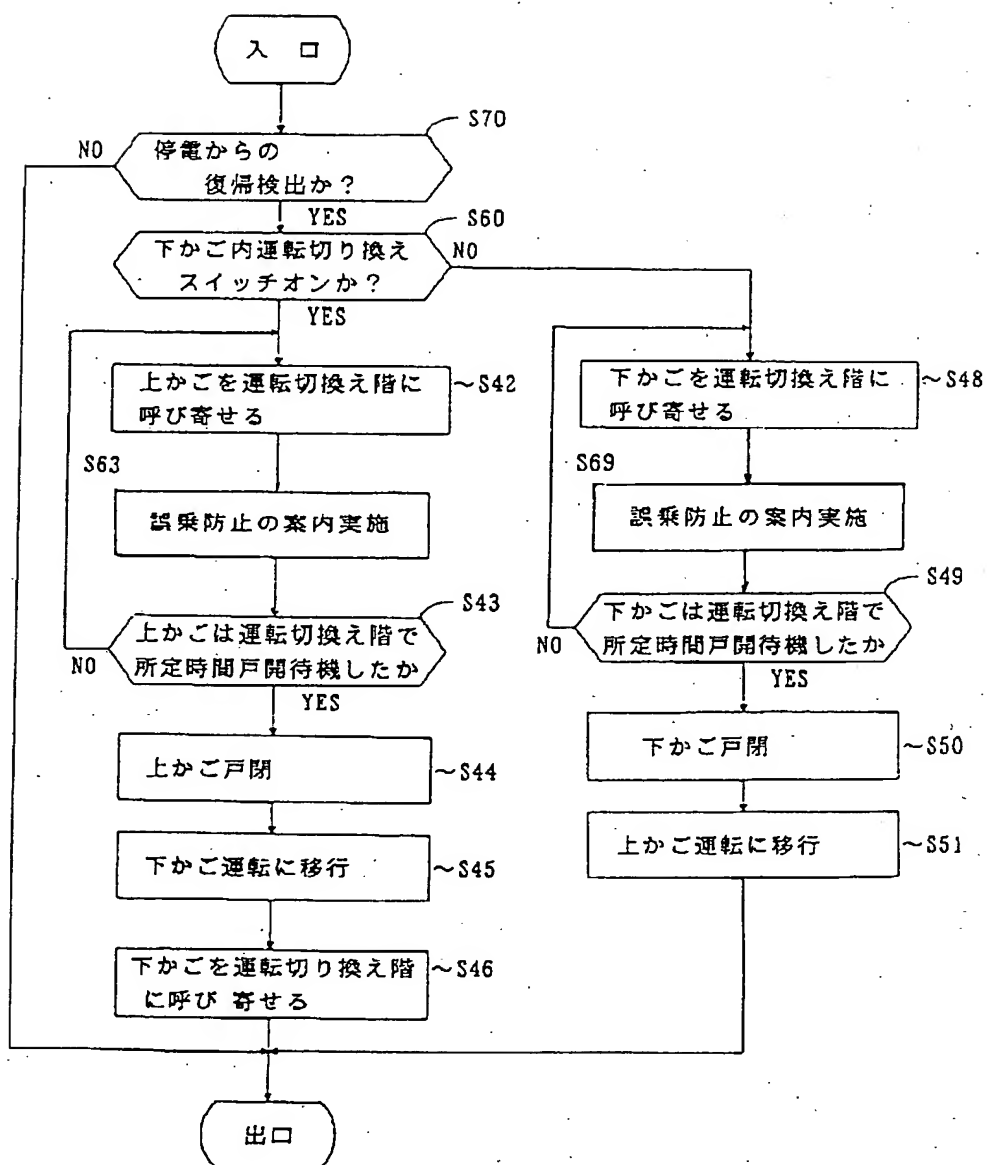 入 口
S70
NO
停電からの
復帰検出か？
YES
S60
下かご内運転切り換え
スイッチオンか？
NO
YES
上かごを運転切換え階に
呼び寄せる
～S42
S63
誤乗防止の案内実施
S43
上かごは運転切換え階で
所定時間戸開待機したか
NO
YES
上かご戸閉
～S44
下かご運転に移行
～S45
下かごを運転切り換え階
に呼び 寄せる
～S46
下かごを運転切換え階に
呼び寄せる
～S48
S69
誤乗防止の案内実施
S49
下かごは運転切換え階で
所定時間戸開待機したか
NO
YES
下かご戸閉
～S50
上かご運転に移行
～S51
出口